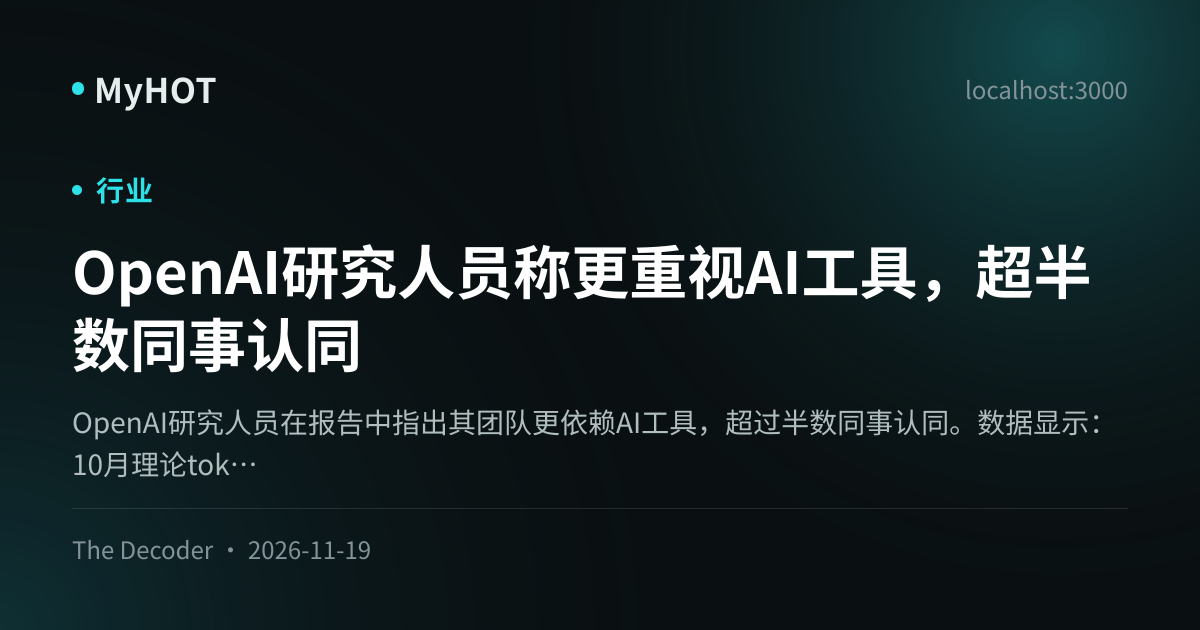 MyHOT
localhost:3000
行业
OpenAI研究人员称更重视AI工具，超半
数同事认同
OpenAI研究人员在报告中指出其团队更依赖AI工具，超过半数同事认同。数据显示：
10月理论tok…
The Decoder • 2026-11-19